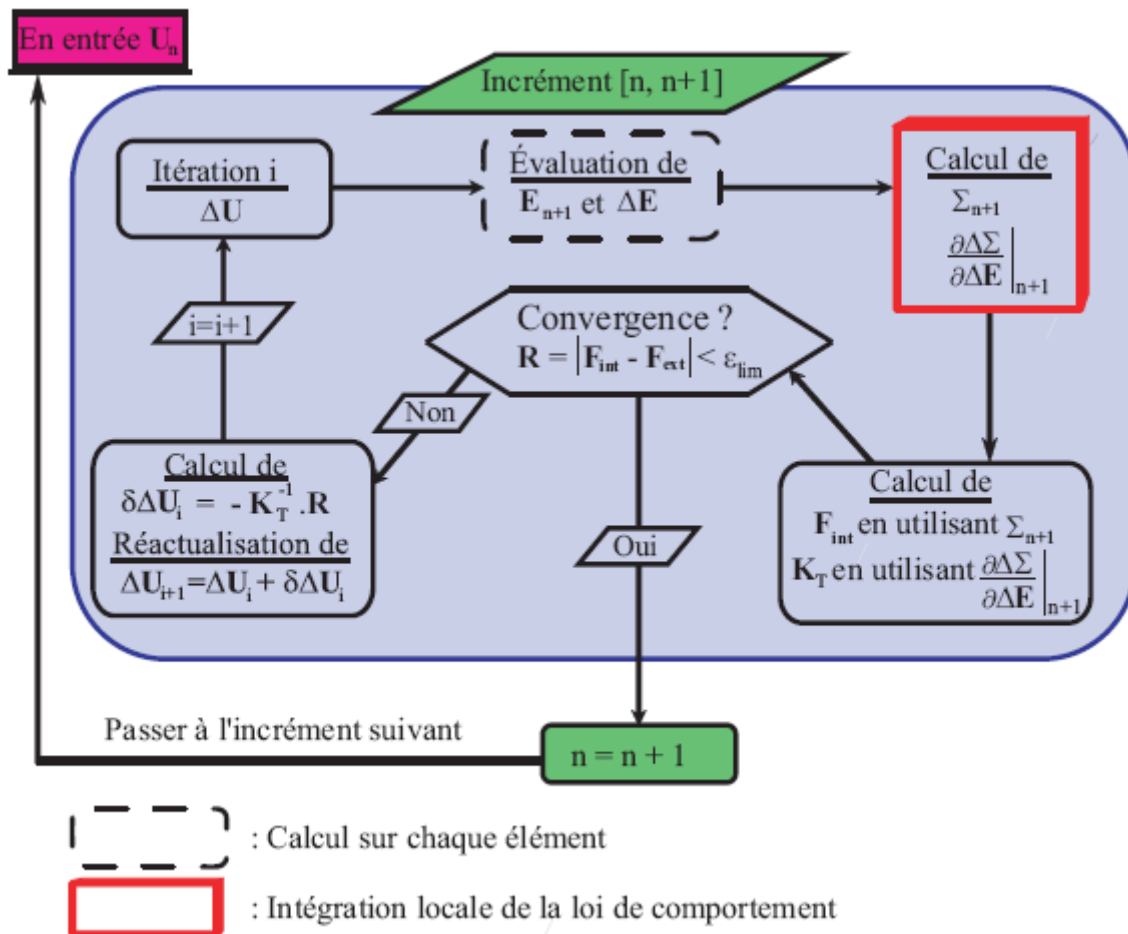 En entrée Uₙ
Incrément [n, n+1]
Itération i
ΔU
Évaluation de
Eₙ₊₁ et ΔE
Calcul de
Σₙ₊₁
∂ΔΣ
∂ΔE |ₙ₊₁
i=i+1
Convergence ?
R = |F_int - F_ext| < ε_lim
Non
Calcul de
δΔUᵢ = - K_T⁻¹ .R
Réactualisation de
ΔUᵢ₊₁=ΔUᵢ + δΔUᵢ
Oui
Calcul de
F_int en utilisant Σₙ₊₁
K_T en utilisant ∂ΔΣ
∂ΔE |ₙ₊₁
Passer à l'incrément suivant
n = n + 1
: Calcul sur chaque élément
: Intégration locale de la loi de comportement